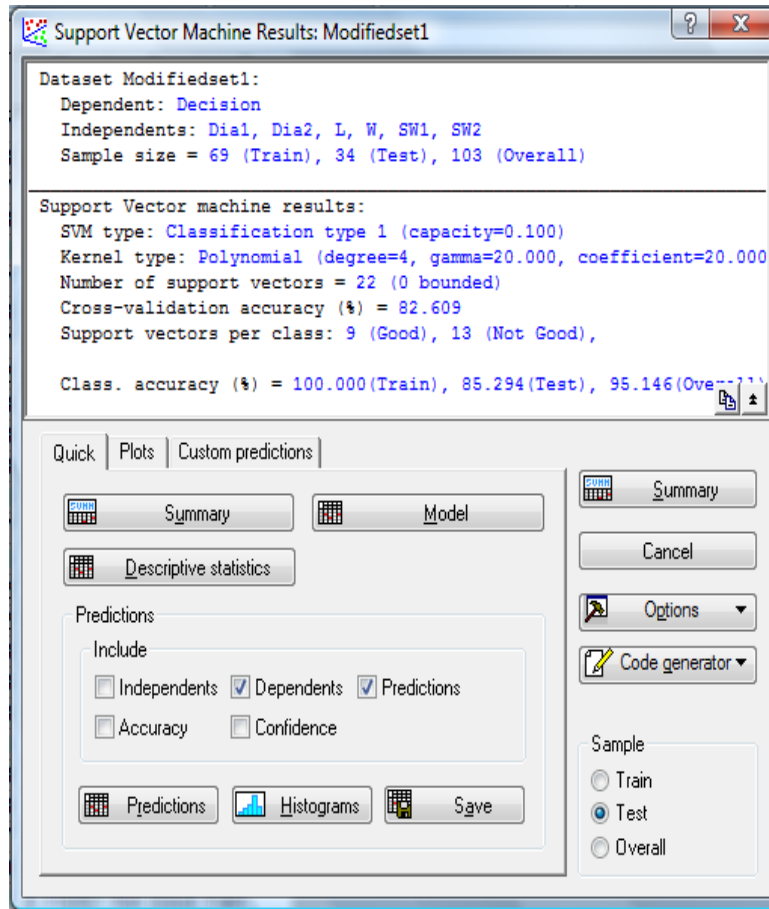 Support Vector Machine Results: Modifiedset1
Dataset Modifiedset1:
Dependent: Decision
Independents: Dia1, Dia2, L, W, SW1, SW2
Sample size = 69 (Train), 34 (Test), 103 (Overall)
Support Vector machine results:
SVM type: Classification type 1 (capacity=0.100)
Kernel type: Polynomial (degree=4, gamma=20.000, coefficient=20.000
Number of support vectors = 22 (0 bounded)
Cross-validation accuracy (%) = 82.609
Support vectors per class: 9 (Good), 13 (Not Good),
Class. accuracy (%) = 100.000(Train), 85.294(Test), 95.146(Overall)
Quick Plots Custom predictions
Summary Model
Descriptive statistics
Predictions
Include
Independents Dependents Predictions
Accuracy Confidence
Predictions Histograms Save
Summary
Cancel
Options
Code generator
Sample
Train
Test
Overall